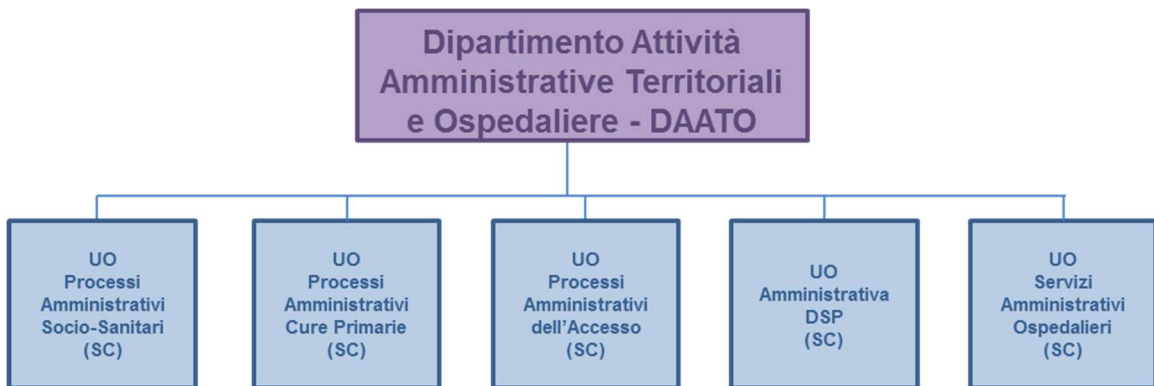 Dipartimento Attività
Amministrative Territoriali
e Ospedaliere - DAATO
UO
Processi
Amministrativi
Socio-Sanitari
(SC)
UO
Processi
Amministrativi
Cure Primarie
(SC)
UO
Processi
Amministrativi
dell’Accesso
(SC)
UO
Amministrativa
DSP
(SC)
UO
Servizi
Amministrativi
Ospedalieri
(SC)